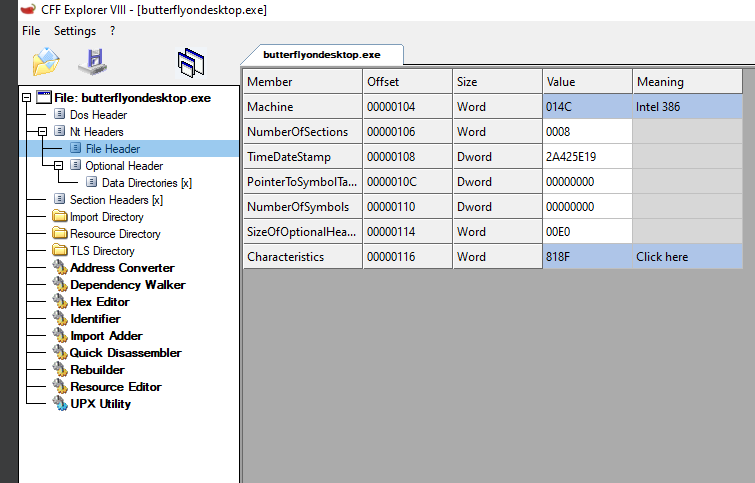 CFF Explorer VIII - [butterflyondesktop.exe]
File Settings ?
butterflyondesktop.exe
File: butterflyondesktop.exe
Dos Header
Nt Headers
File Header
Optional Header
Data Directories [x]
Section Headers [x]
Import Directory
Resource Directory
TLS Directory
Address Converter
Dependency Walker
Hex Editor
Identifier
Import Adder
Quick Disassembler
Rebuilder
Resource Editor
UPX Utility
Member Offset Size Value Meaning
Machine 00000104 Word 014C Intel 386
NumberOfSections 00000106 Word 0008
TimeDateStamp 00000108 Dword 2A425E19
PointerToSymbolTa... 0000010C Dword 00000000
NumberOfSymbols 00000110 Dword 00000000
SizeOfOptionalHea... 00000114 Word 00E0
Characteristics 00000116 Word 818F Click here